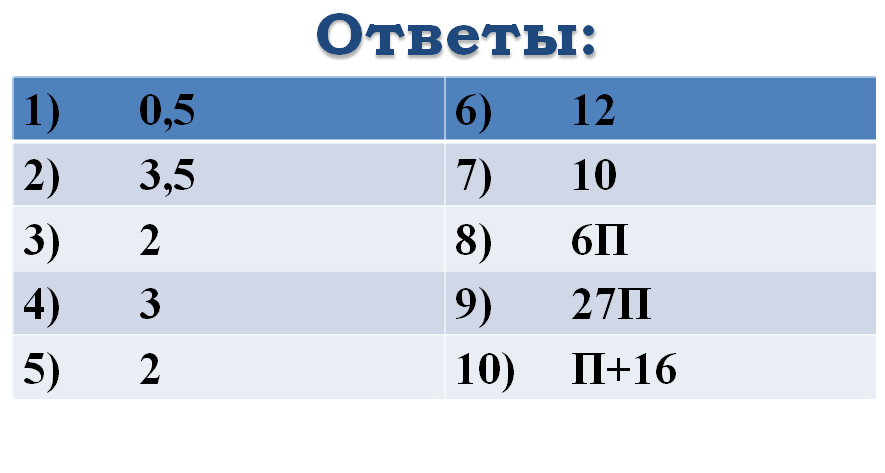 Ответы:
1) 0,5 6) 12
2) 3,5 7) 10
3) 2 8) 6П
4) 3 9) 27П
5) 2 10) П+16